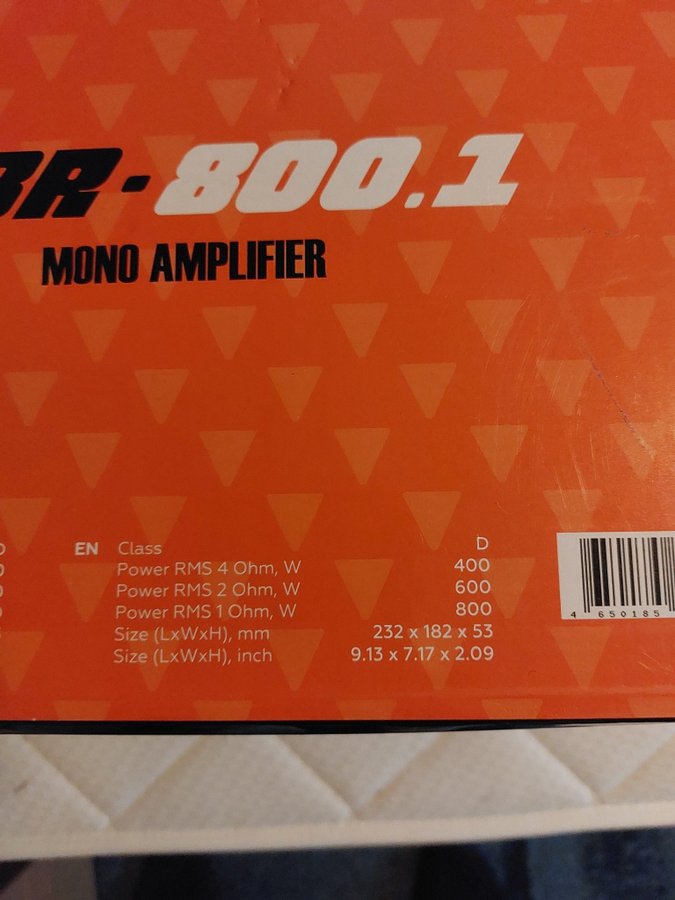 BR-800.1
MONO AMPLIFIER
EN Class D
Power RMS 4 Ohm, W 400
Power RMS 2 Ohm, W 600
Power RMS 1 Ohm, W 800
Size (LxWxH), mm 232 x 182 x 53
Size (LxWxH), inch 9.13 x 7.17 x 2.09
4 650185